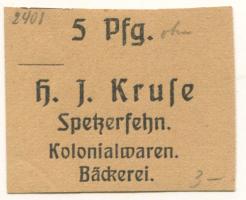 2401
5 Pfg.
H. J. Kruse
Spetzerfehn.
Kolonialwaren.
Bäckerei.
3-